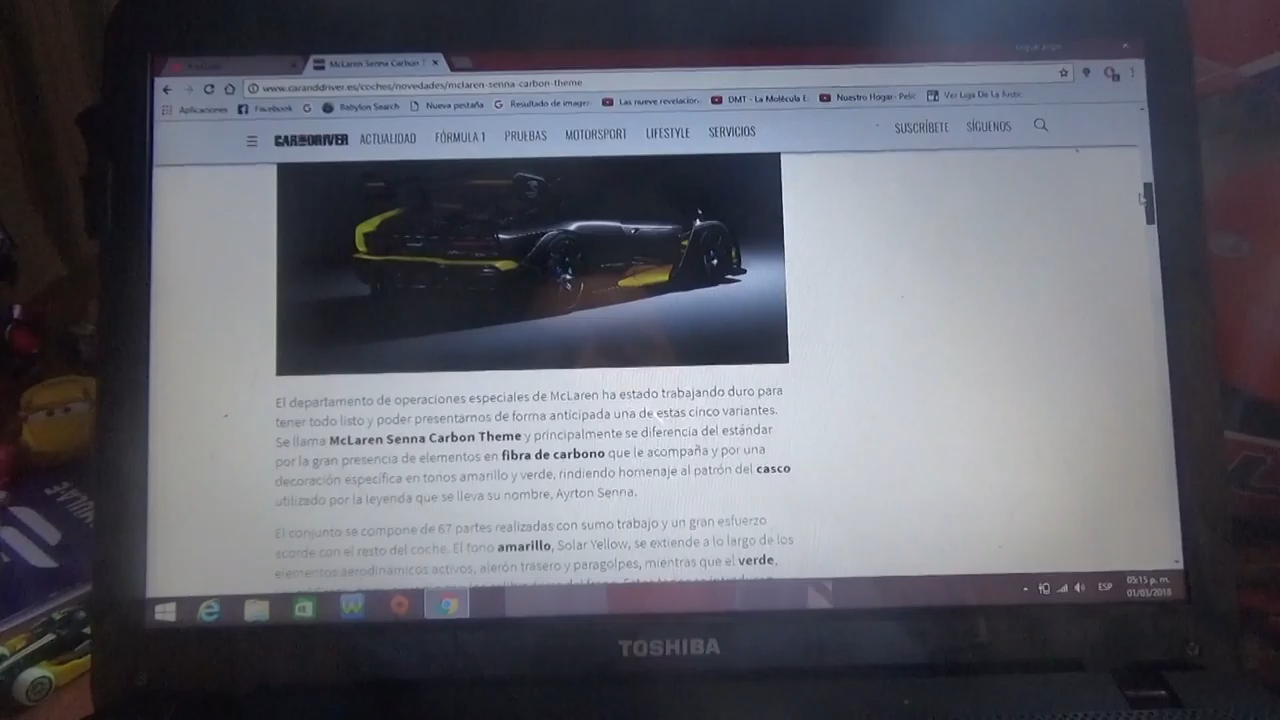 McLaren Senna Carbon T
www.caranddriver.es/coches/novedades/mclaren-senna-carbon-theme
Aplicaciones Facebook Babylon Search Nueva pestaña Resultado de imagen Las nueve revelacion DMT - La Molécula E Nuestro Hogar - Pelíc Ver Liga De La Justic
CAR AND DRIVER ACTUALIDAD FÓRMULA 1 PRUEBAS MOTORSPORT LIFESTYLE SERVICIOS SUSCRÍBETE SÍGUENOS
El departamento de operaciones especiales de McLaren ha estado trabajando duro para
tener todo listo y poder presentarnos de forma anticipada una de estas cinco variantes.
Se llama McLaren Senna Carbon Theme y principalmente se diferencia del estándar
por la gran presencia de elementos en fibra de carbono que le acompaña y por una
decoración específica en tonos amarillo y verde, rindiendo homenaje al patrón del casco
utilizado por la leyenda que se lleva su nombre, Ayrton Senna.
El conjunto se compone de 67 partes realizadas con sumo trabajo y un gran esfuerzo
acorde con el resto del coche. El tono amarillo, Solar Yellow, se extiende a lo largo de los
elementos aerodinámicos activos, alerón trasero y paragolpes, mientras que el verde,
ESP
05:15 p. m.
01/03/2018
TOSHIBA